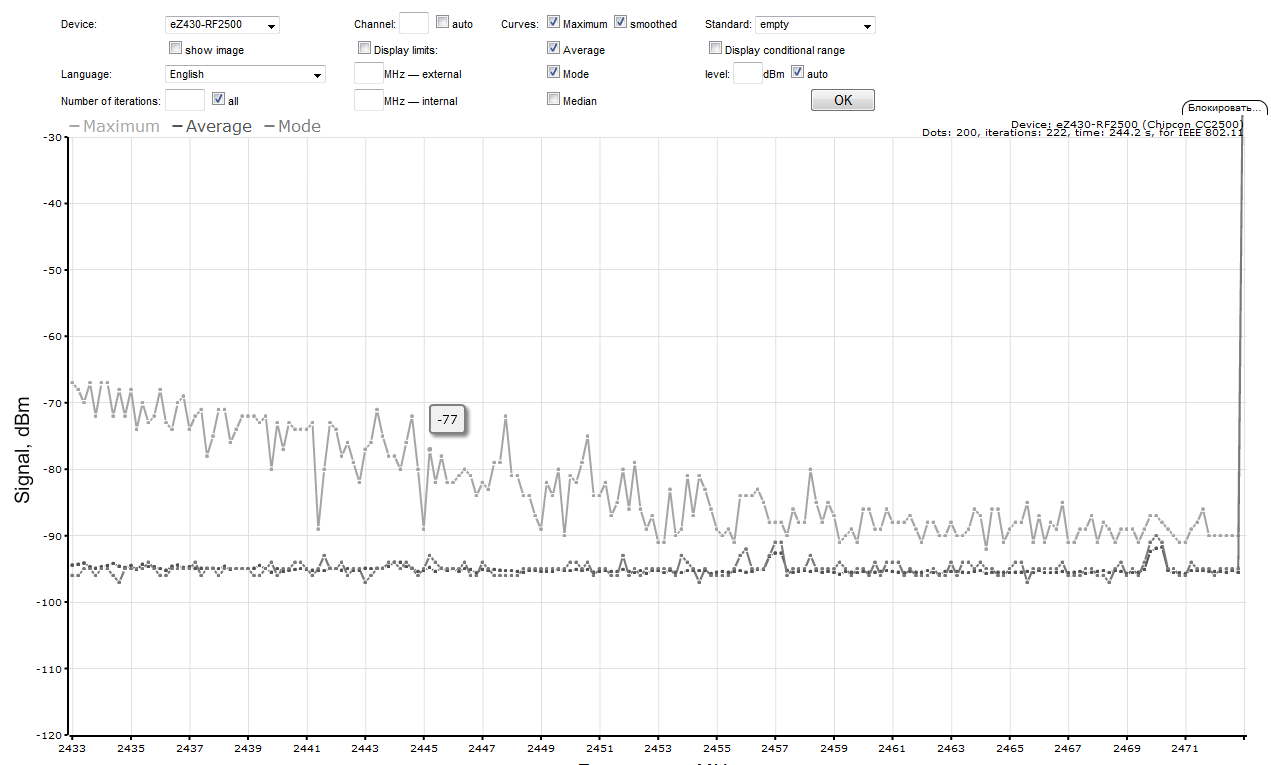 Device: eZ430-RF2500 Channel: auto Curves: Maximum smoothed Standard: empty
show image Display limits: Average Display conditional range
Language: English MHz — external Mode level: dBm auto
Number of iterations: all MHz — internal Median OK
Блокировать...
Maximum Average Mode
Device: eZ430-RF2500 (Chipcon CC2500)
Dots: 200, iterations: 222, time: 244.2 s, for IEEE 802.11
-30
-40
-50
-60
-70
-77
-80
-90
-100
-110
-120
Signal, dBm
2433 2435 2437 2439 2441 2443 2445 2447 2449 2451 2453 2455 2457 2459 2461 2463 2465 2467 2469 2471